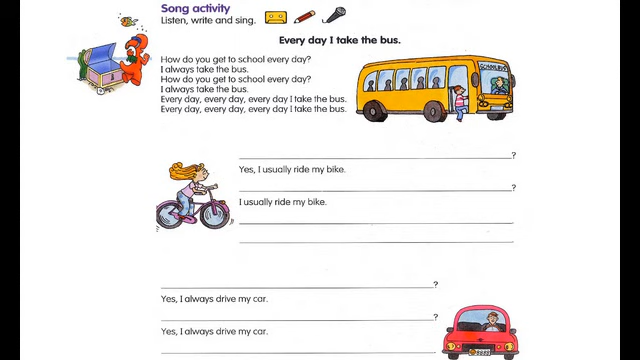 Song activity
Listen, write and sing.
Every day I take the bus.
How do you get to school every day?
I always take the bus.
How do you get to school every day?
I always take the bus.
Every day, every day, every day I take the bus.
Every day, every day, every day I take the bus.
SCHOOL BUS
?
Yes, I usually ride my bike.
?
I usually ride my bike.
?
Yes, I always drive my car.
?
Yes, I always drive my car.